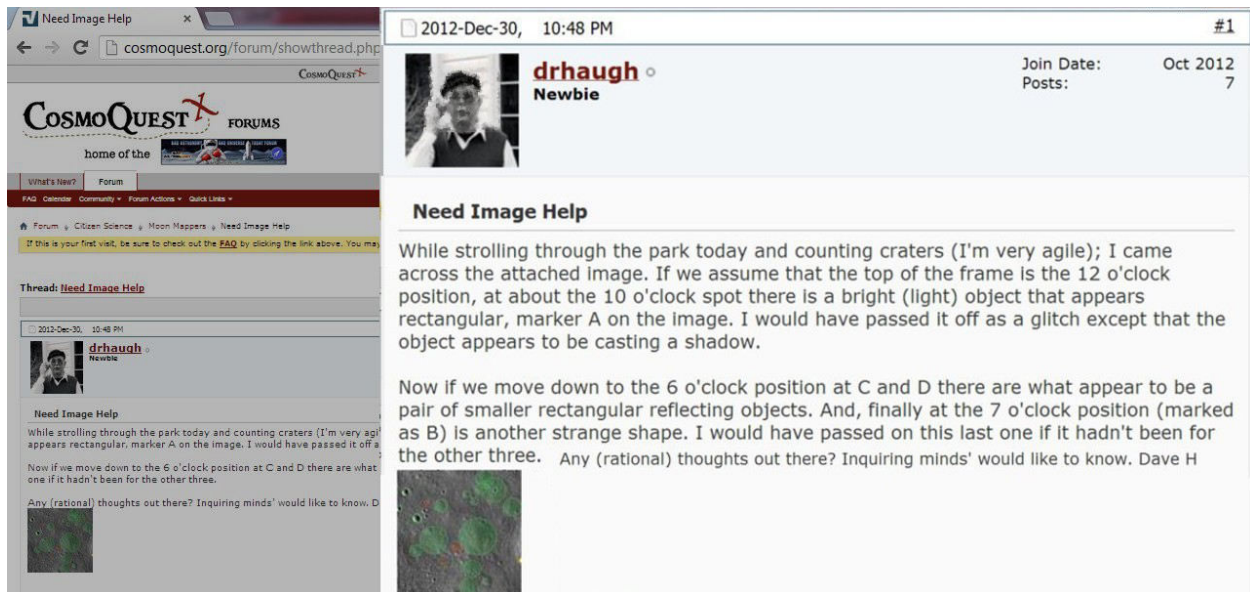 Need Image Help
cosmoquest.org/forum/showthread.php
COSMOQUESTX
COSMOQUESTX FORUMS
home of the
What's New? Forum
FAQ Calendar Community Forum Actions Quick Links
Forum Citizen Science Moon Mappers Need Image Help
If this is your first visit, be sure to check out the FAQ by clicking the link above. You may
Thread: Need Image Help
2012-Dec-30, 10:48 PM
drhaugh
Newbie
Need Image Help
While strolling through the park today and counting craters (I'm very agi
appears rectangular, marker A on the image. I would have passed it off a
Now if we move down to the 6 o'clock position at C and D there are what
one if it hadn't been for the other three.
Any (rational) thoughts out there? Inquiring minds' would like to know. D
2012-Dec-30, 10:48 PM #1
drhaugh Join Date: Oct 2012
Newbie Posts: 7
Need Image Help
While strolling through the park today and counting craters (I'm very agile); I came
across the attached image. If we assume that the top of the frame is the 12 o'clock
position, at about the 10 o'clock spot there is a bright (light) object that appears
rectangular, marker A on the image. I would have passed it off as a glitch except that the
object appears to be casting a shadow.
Now if we move down to the 6 o'clock position at C and D there are what appear to be a
pair of smaller rectangular reflecting objects. And, finally at the 7 o'clock position (marked
as B) is another strange shape. I would have passed on this last one if it hadn't been for
the other three. Any (rational) thoughts out there? Inquiring minds' would like to know. Dave H